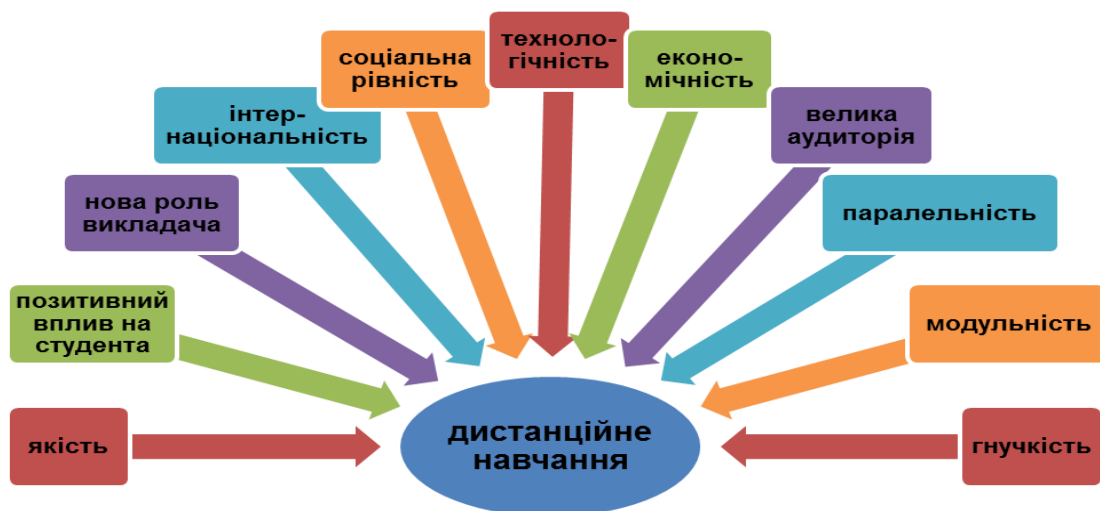 техноло-
гічність
соціальна
рівність
еконо-
мічність
інтер-
національність
велика
аудиторія
нова роль
викладача
паралельність
позитивний
вплив на
студента
модульність
якість
дистанційне
навчання
гнучкість